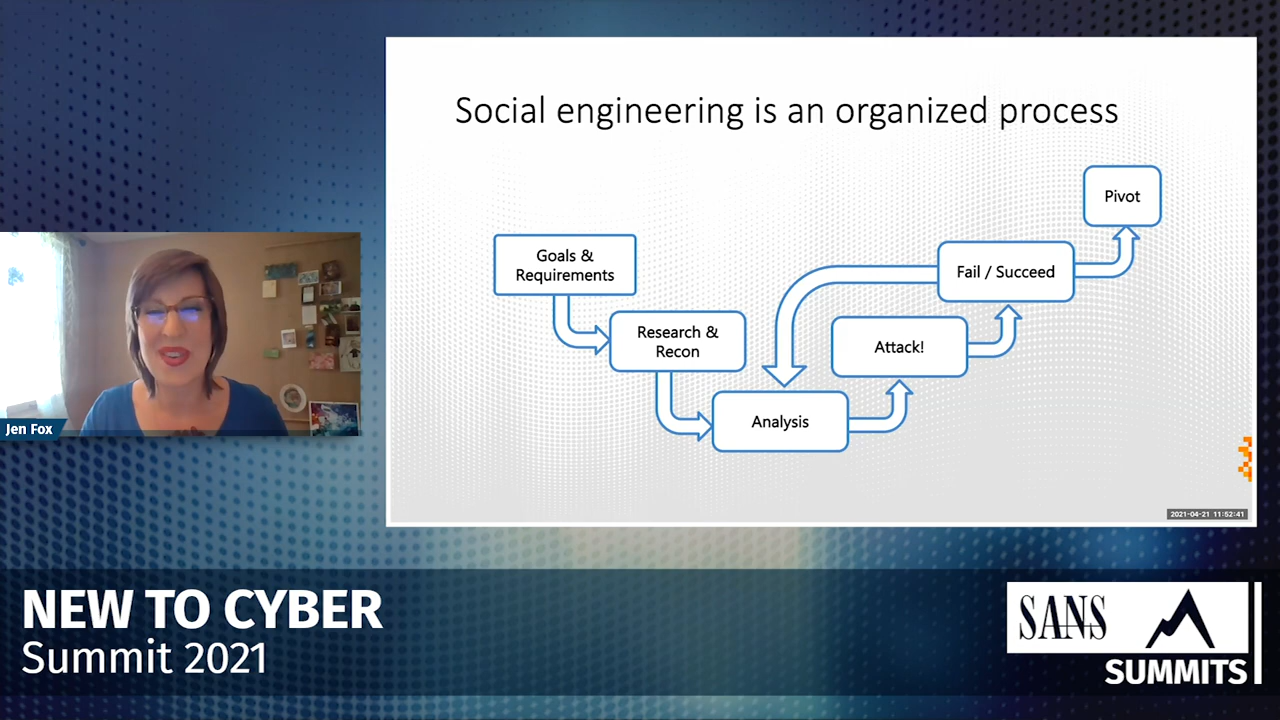 Social engineering is an organized process
Pivot
Goals &
Requirements
Fail / Succeed
Research &
Recon
Attack!
Analysis
Jen Fox
2021-04-21 11:52:41
NEW TO CYBER
Summit 2021
SANS
SUMMITS